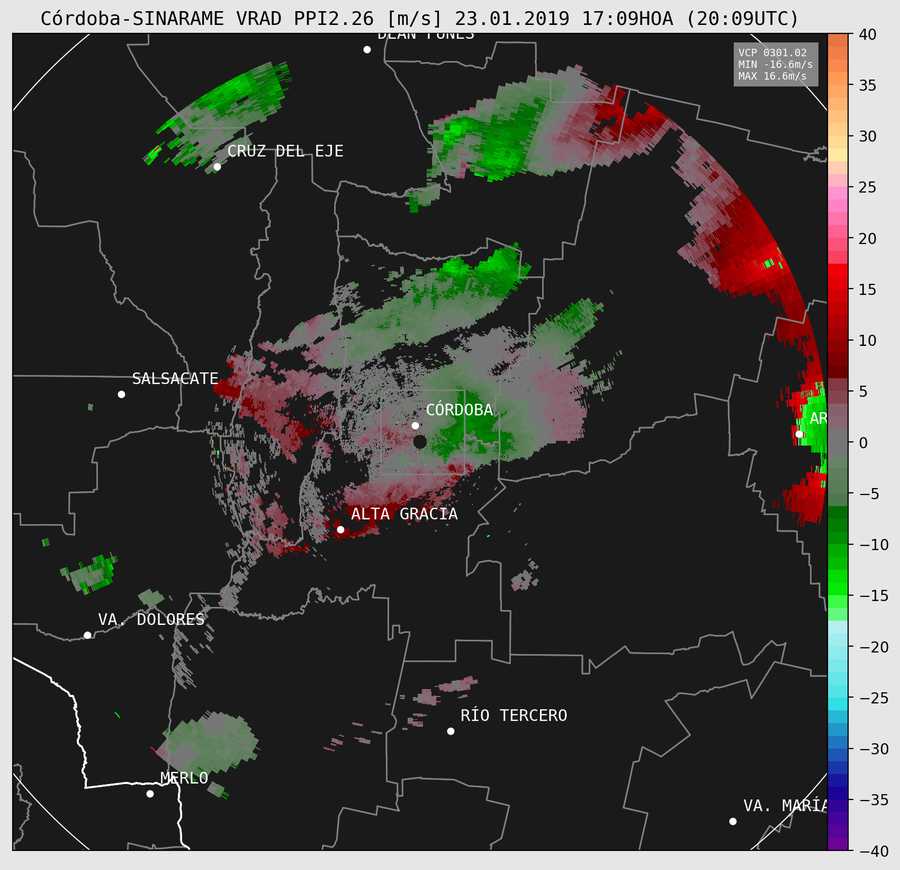 Córdoba-SINARAME VRAD PPI2.26 [m/s] 23.01.2019 17:09HOA (20:09UTC)
DEÁN FUNES
VCP 0301.02
MIN -16.6m/s
MAX 16.6m/s
CRUZ DEL EJE
SALSACATE
CÓRDOBA
AR
ALTA GRACIA
VA. DOLORES
RÍO TERCERO
MERLO
VA. MARÍA
40
35
30
25
20
15
10
5
0
−5
−10
−15
−20
−25
−30
−35
−40